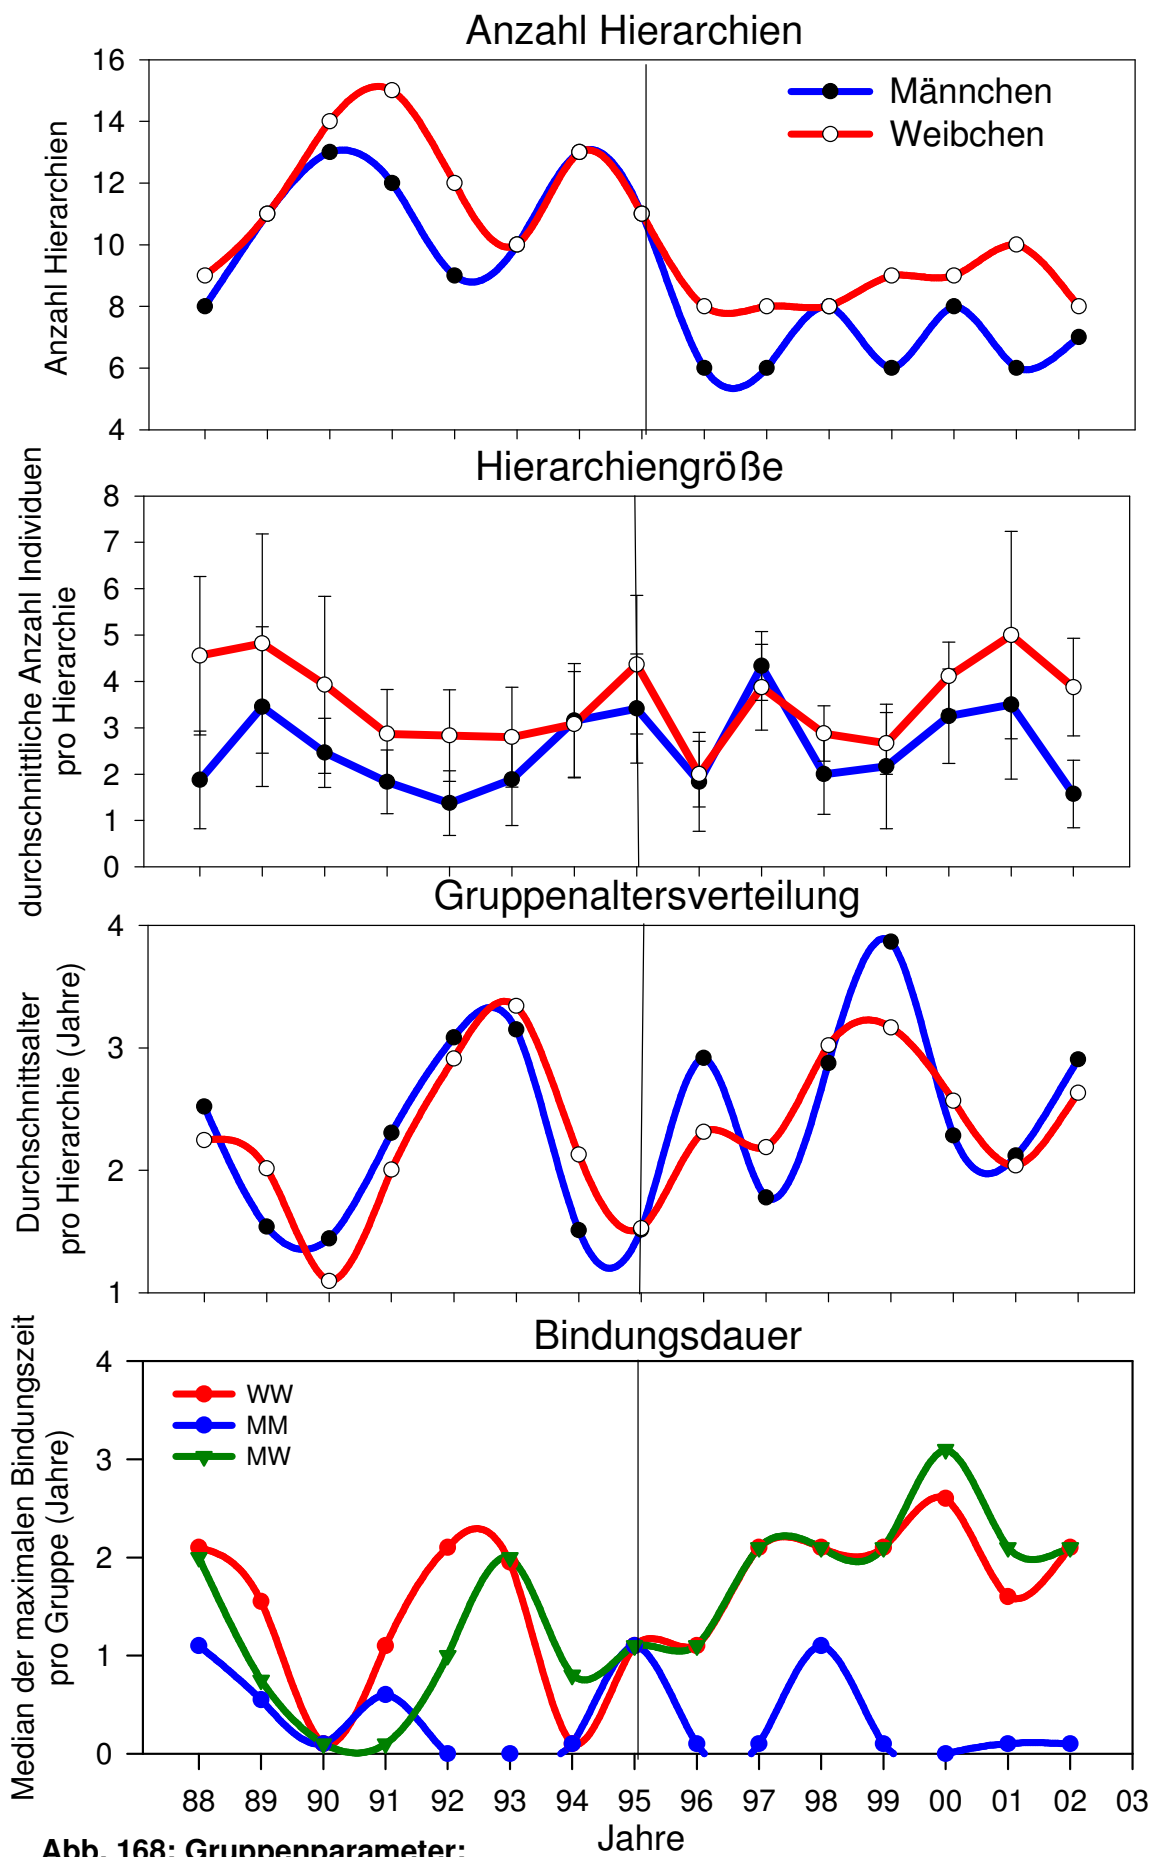 Anzahl Hierarchien
16
14
12
10
8
6
4
Anzahl Hierarchien
Männchen
Weibchen
Hierarchiengröße
8
7
6
5
4
3
2
1
0
durchschnittliche Anzahl Individuen
pro Hierarchie
Gruppenaltersverteilung
4
3
2
1
Durchschnittsalter
pro Hierarchie (Jahre)
Bindungsdauer
4
3
2
1
0
Median der maximalen Bindungszeit
pro Gruppe (Jahre)
WW
MM
MW
88 89 90 91 92 93 94 95 96 97 98 99 00 01 02 03
Jahre
Abb. 168: Gruppenparameter: